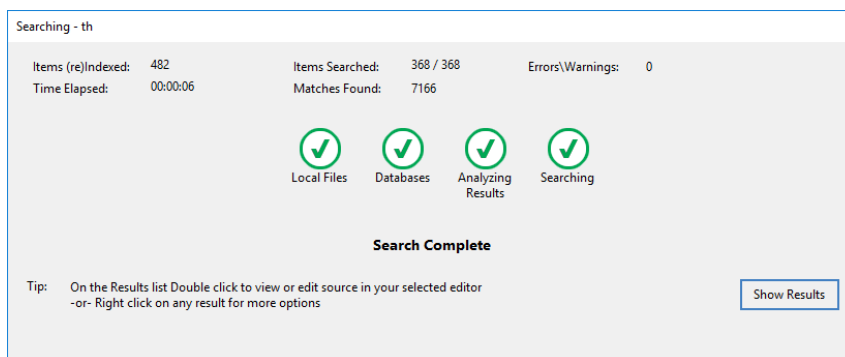 Searching - th
Items (re)Indexed: 482 Items Searched: 368 / 368 Errors\Warnings: 0
Time Elapsed: 00:00:06 Matches Found: 7166
Local Files Databases Analyzing Searching
Results
Search Complete
Tip: On the Results list Double click to view or edit source in your selected editor
-or- Right click on any result for more options
Show Results